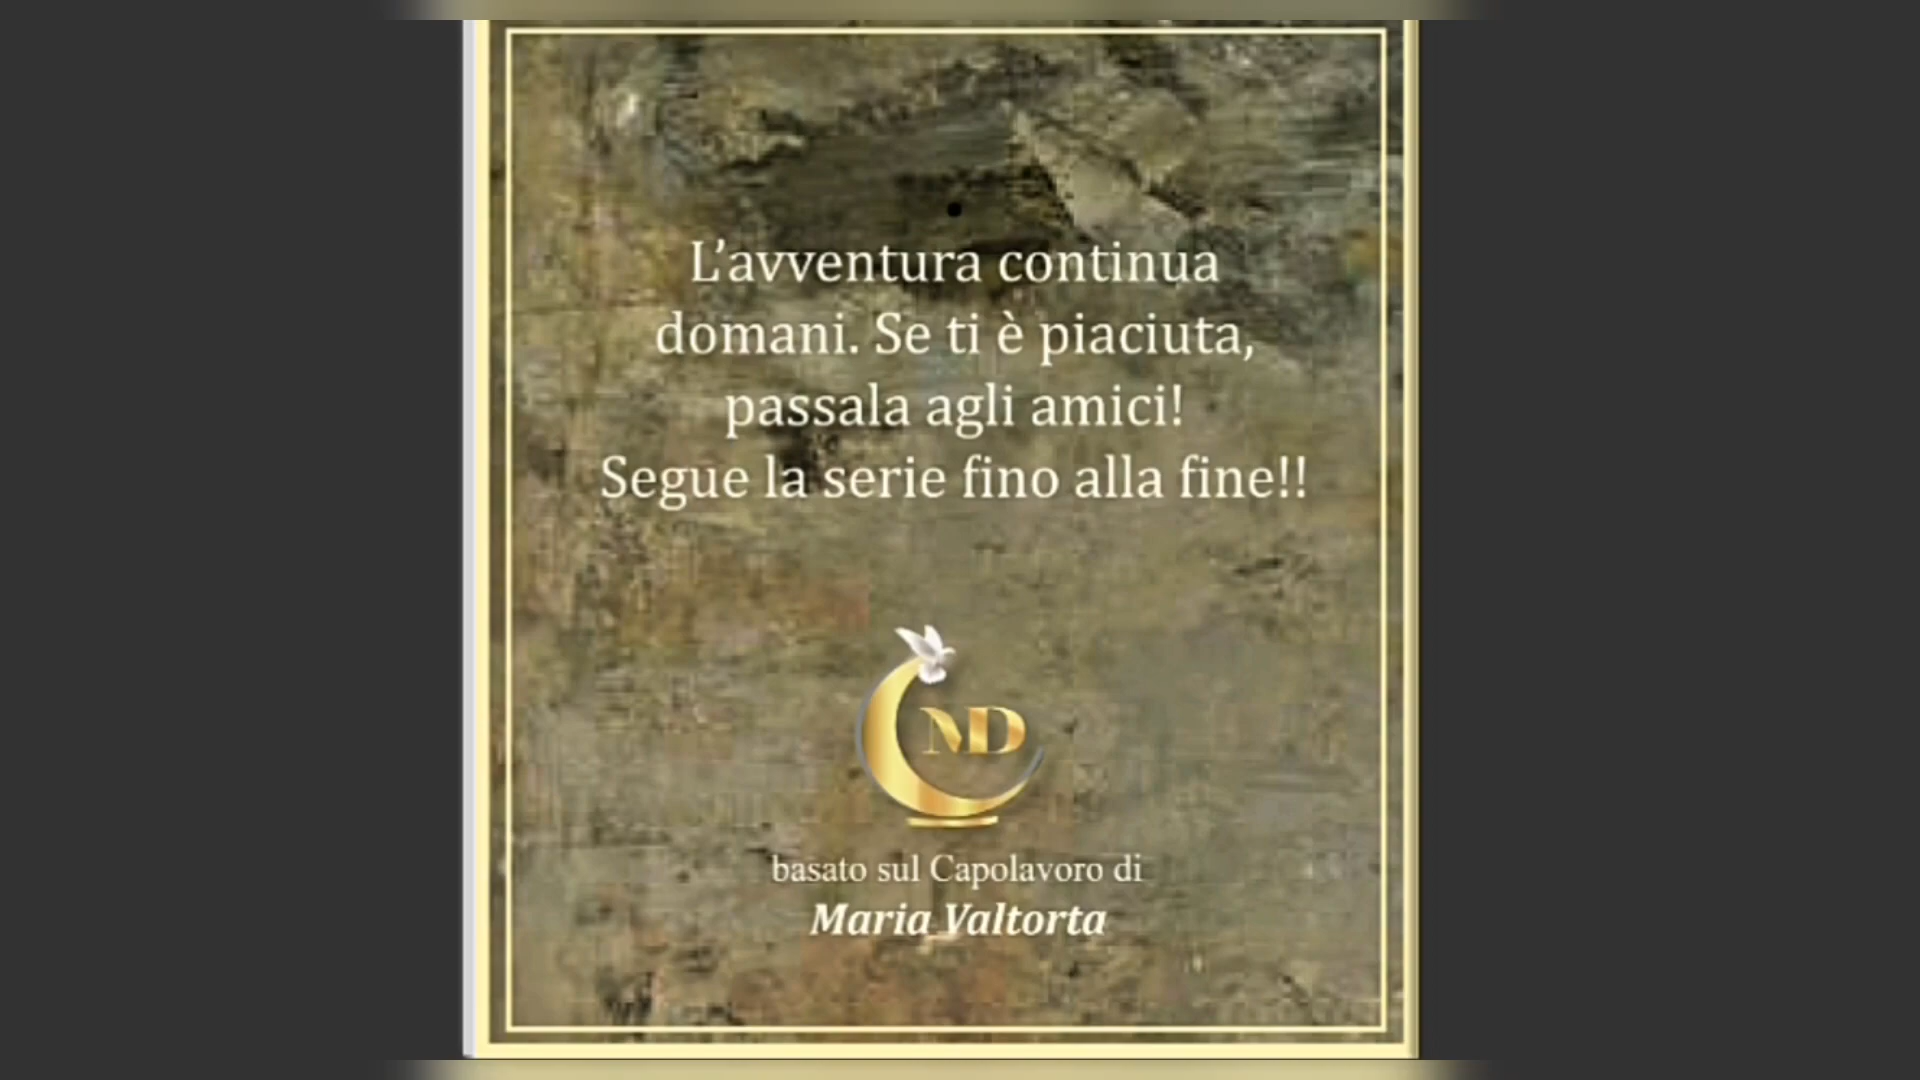 L’avventura continua
domani. Se ti è piaciuta,
passala agli amici!
Segue la serie fino alla fine!!
MD
basato sul Capolavoro di
Maria Valtorta